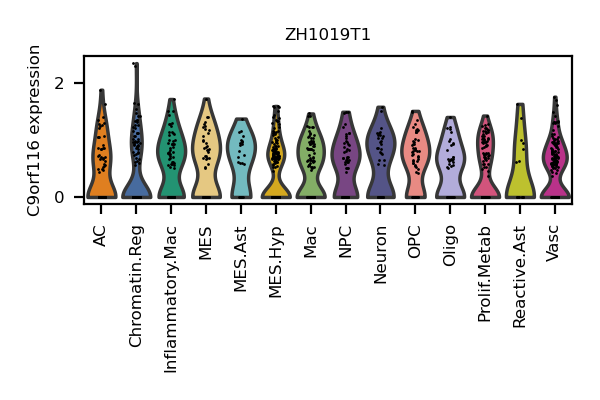 ZH1019T1
C9orf116 expression
2
0
AC
Chromatin.Reg
Inflammatory.Mac
MES
MES.Ast
MES.Hyp
Mac
NPC
Neuron
OPC
Oligo
Prolif.Metab
Reactive.Ast
Vasc